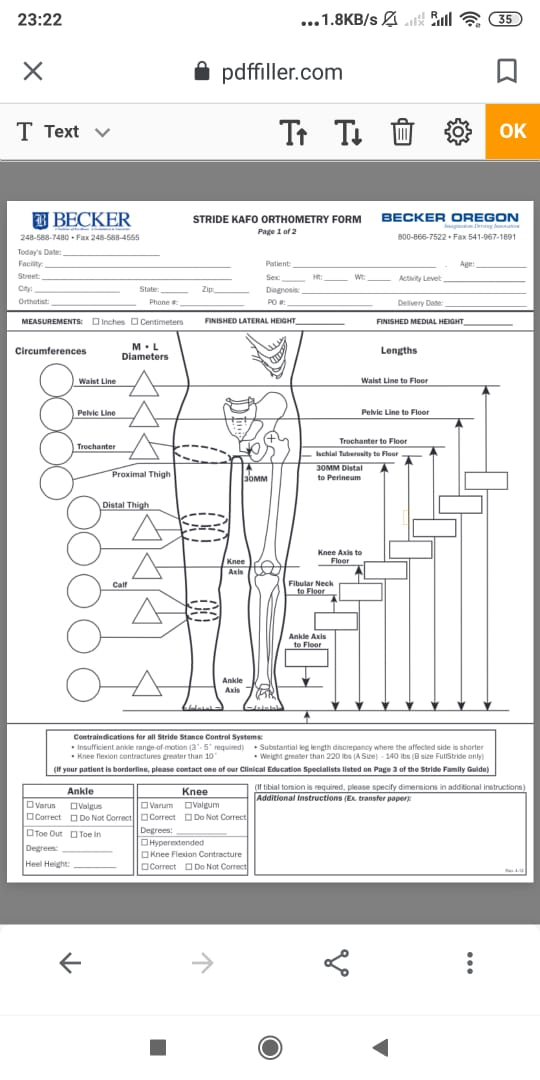 23:22
...1.8KB/s R 35
pdffiller.com
T Text OK
BECKER
248-588-7480 • Fax 248-588-4555
STRIDE KAFO ORTHOMETRY FORM
Page 1 of 2
BECKER OREGON
800-866-7522 • Fax 541-967-1891
Today's Date:
Facility: Patient: Age:
Street: Sex: Ht: Wt: Activity Level:
City: State: Zip: Diagnosis:
Orthotist: Phone #: PO #: Delivery Date:
MEASUREMENTS: Inches Centimeters FINISHED LATERAL HEIGHT FINISHED MEDIAL HEIGHT
Circumferences
M • L
Diameters
Lengths
Waist Line
Waist Line to Floor
Pelvic Line
Pelvic Line to Floor
Trochanter
Trochanter to Floor
Ischial Tuberosity to Floor
Proximal Thigh
30MM
30MM Distal
to Perineum
Distal Thigh
Knee
Axis
Knee Axis to
Floor
Calf
Fibular Neck
to Floor
Ankle Axis
to Floor
Ankle
Axis
Contraindications for all Stride Stance Control Systems:
• Insufficient ankle range-of-motion (3°- 5° required) • Substantial leg length discrepancy where the affected side is shorter
• Knee flexion contractures greater than 10° • Weight greater than 220 lbs (A Size) - 140 lbs (B size FullStride only)
(If your patient is borderline, please contact one of our Clinical Education Specialists listed on Page 3 of the Stride Family Guide)
Ankle
Varus Valgus
Correct Do Not Correct
Toe Out Toe In
Degrees:
Heel Height:
Knee
Varum Valgum
Correct Do Not Correct
Degrees:
Hyperextended
Knee Flexion Contracture
Correct Do Not Correct
(If tibial torsion is required, please specify dimensions in additional instructions)
Additional Instructions (Ex. transfer paper):